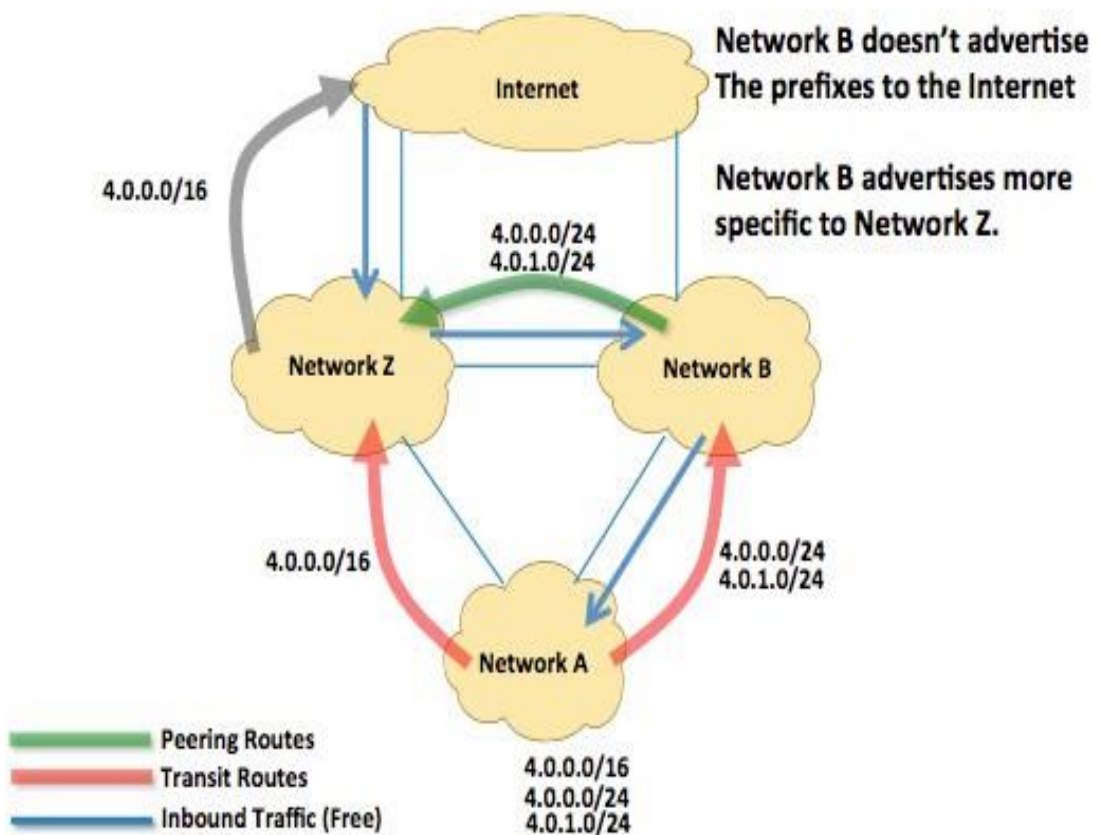 Internet
Network B doesn't advertise
The prefixes to the Internet
Network B advertises more
specific to Network Z.
4.0.0.0/16
4.0.0.0/24
4.0.1.0/24
Network Z
Network B
4.0.0.0/16
4.0.0.0/24
4.0.1.0/24
Network A
Peering Routes
Transit Routes
Inbound Traffic (Free)
4.0.0.0/16
4.0.0.0/24
4.0.1.0/24